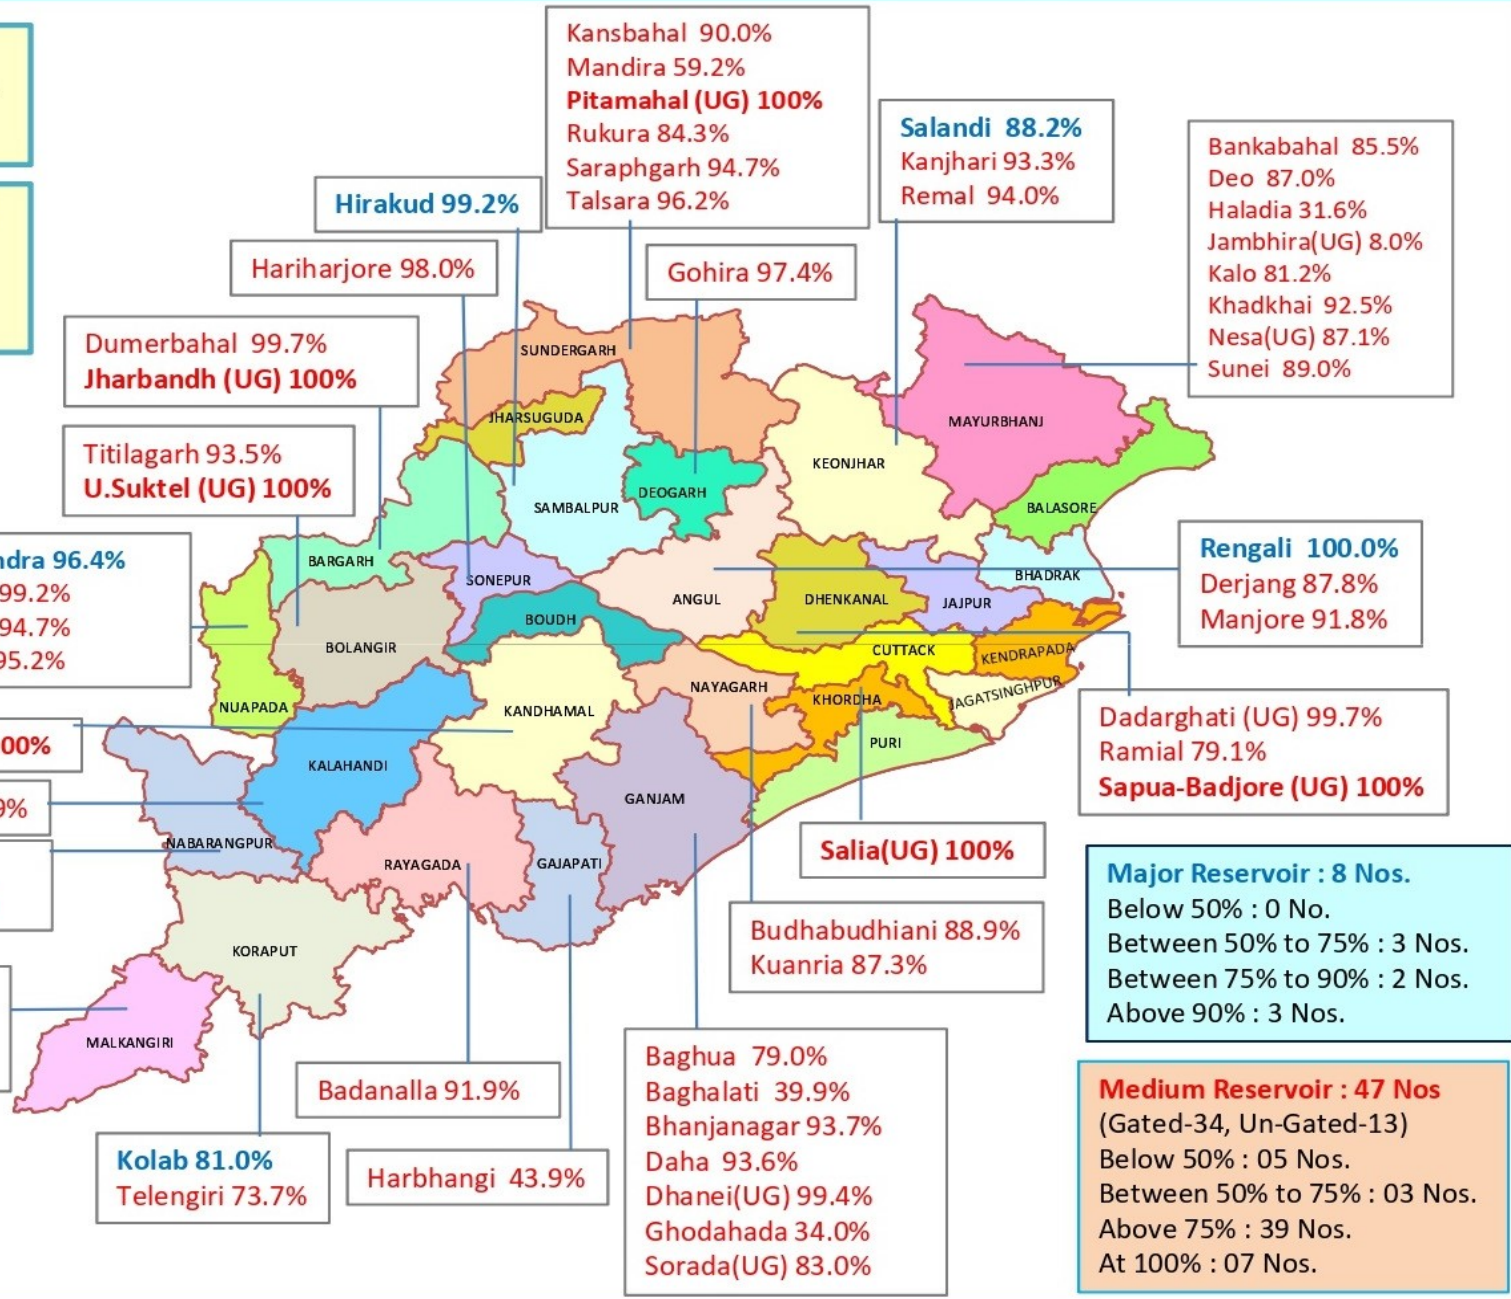 Kansbahal 90.0%
Mandira 59.2%
Pitamahal (UG) 100%
Rukura 84.3%
Saraphgarh 94.7%
Talsara 96.2%
Salandi 88.2%
Kanjhari 93.3%
Remal 94.0%
Bankabahal 85.5%
Deo 87.0%
Haladia 31.6%
Jambhira(UG) 8.0%
Kalo 81.2%
Khadkhai 92.5%
Nesa(UG) 87.1%
Sunei 89.0%
Hirakud 99.2%
Hariharjore 98.0%
Gohira 97.4%
Dumerbahal 99.7%
Jharbandh (UG) 100%
Titilagarh 93.5%
U.Suktel (UG) 100%
ndra 96.4%
99.2%
94.7%
95.2%
00%
9%
SUNDERGARH
JHARSUGUDA
MAYURBHANJ
KEONJHAR
DEOGARH
SAMBALPUR
BALASORE
BARGARH
SONEPUR
BHADRAK
ANGUL
DHENKANAL
JAJPUR
BOUDH
BOLANGIR
CUTTACK
KENDRAPADA
NAYAGARH
KHORDHA
JAGATSINGHPUR
NUAPADA
KANDHAMAL
PURI
KALAHANDI
GANJAM
NABARANGPUR
RAYAGADA
GAJAPATI
KORAPUT
MALKANGIRI
Rengali 100.0%
Derjang 87.8%
Manjore 91.8%
Dadarghati (UG) 99.7%
Ramial 79.1%
Sapua-Badjore (UG) 100%
Salia(UG) 100%
Budhabudhiani 88.9%
Kuanria 87.3%
Badanalla 91.9%
Kolab 81.0%
Telengiri 73.7%
Harbhangi 43.9%
Baghua 79.0%
Baghalati 39.9%
Bhanjanagar 93.7%
Daha 93.6%
Dhanei(UG) 99.4%
Ghodahada 34.0%
Sorada(UG) 83.0%
Major Reservoir : 8 Nos.
Below 50% : 0 No.
Between 50% to 75% : 3 Nos.
Between 75% to 90% : 2 Nos.
Above 90% : 3 Nos.
Medium Reservoir : 47 Nos
(Gated-34, Un-Gated-13)
Below 50% : 05 Nos.
Between 50% to 75% : 03 Nos.
Above 75% : 39 Nos.
At 100% : 07 Nos.